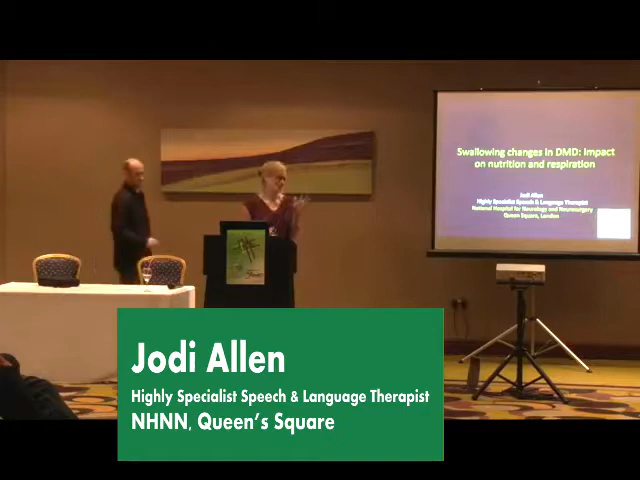 Swallowing changes in DMD: Impact
on nutrition and respiration
Jodi Allen
Highly Specialist Speech & Language Therapist
National Hospital for Neurology and Neurosurgery
Queen Square, London
Jodi Allen
Highly Specialist Speech & Language Therapist
NHNN, Queen's Square